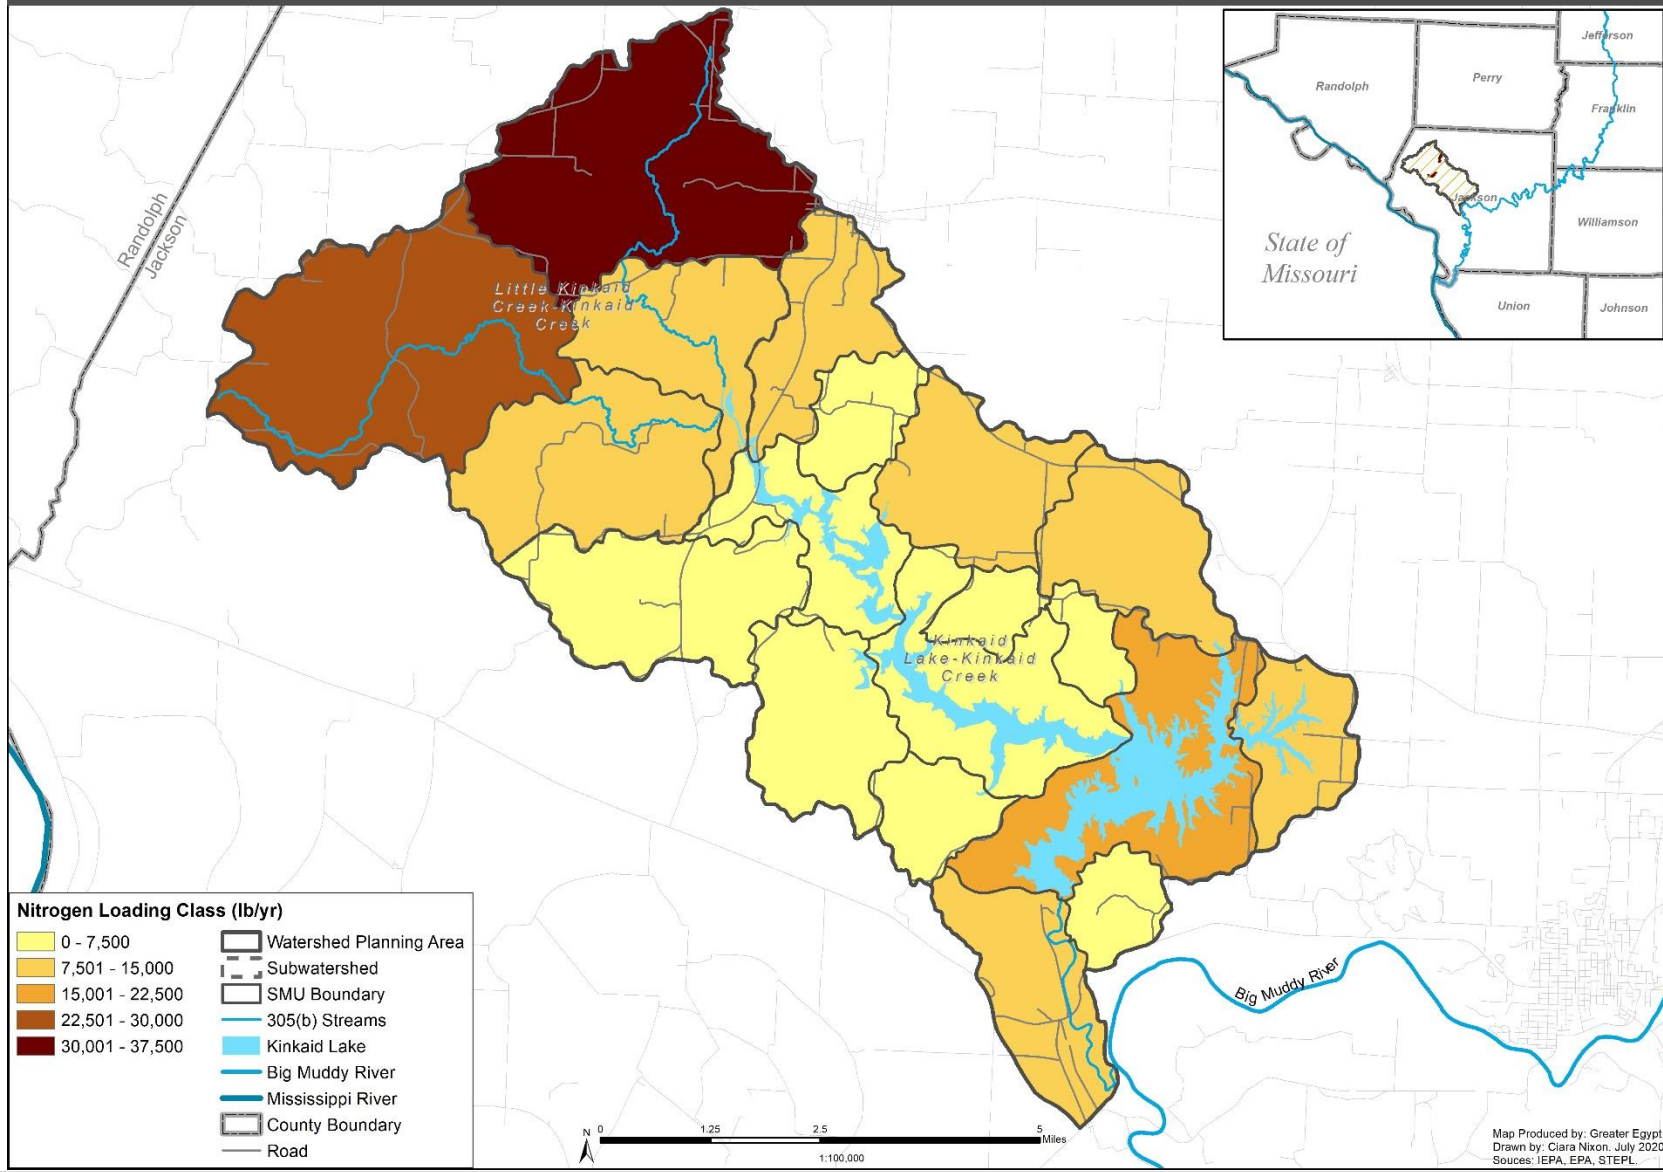 Randolph
Jackson
Little Kinkaid
Creek-Kinkaid
Creek
Kinkaid
Lake-Kinkaid
Creek
Big Muddy River
Jefferson
Randolph
Perry
Franklin
Jackson
Williamson
State of
Missouri
Union
Johnson
Nitrogen Loading Class (lb/yr)
0 - 7,500
7,501 - 15,000
15,001 - 22,500
22,501 - 30,000
30,001 - 37,500
Watershed Planning Area
Subwatershed
SMU Boundary
305(b) Streams
Kinkaid Lake
Big Muddy River
Mississippi River
County Boundary
Road
N
0 1.25 2.5 5
Miles
1:100,000
Map Produced by: Greater Egypt
Drawn by: Ciara Nixon. July 2020
Souces: IEPA, EPA, STEPL.